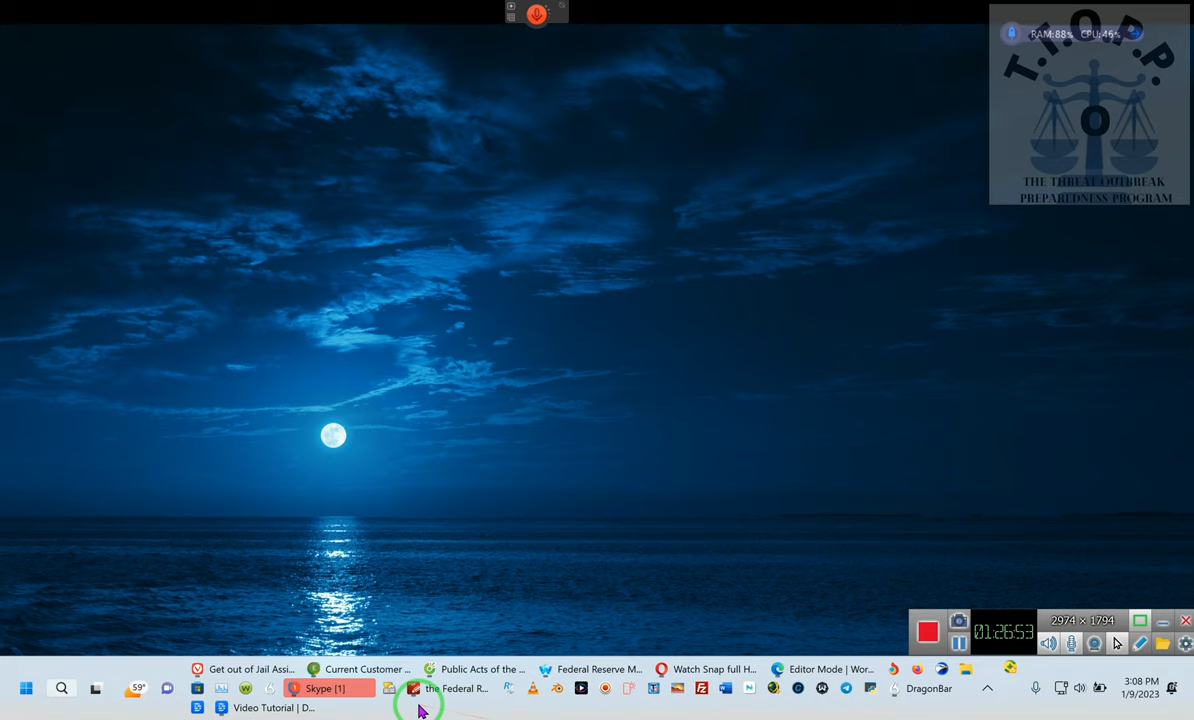 RAM:88% CPU:46%
T.T.O.P.P.
O
THE THREAT OUTBREAK
PREPAREDNESS PROGRAM
01:26:53
2974 × 1794
Get out of Jail Assi...
Current Customer ...
Public Acts of the ...
Federal Reserve M...
Watch Snap full H...
Editor Mode | Wor...
59°
Skype [1]
the Federal R...
DragonBar
3:08 PM
1/9/2023
Video Tutorial | D...